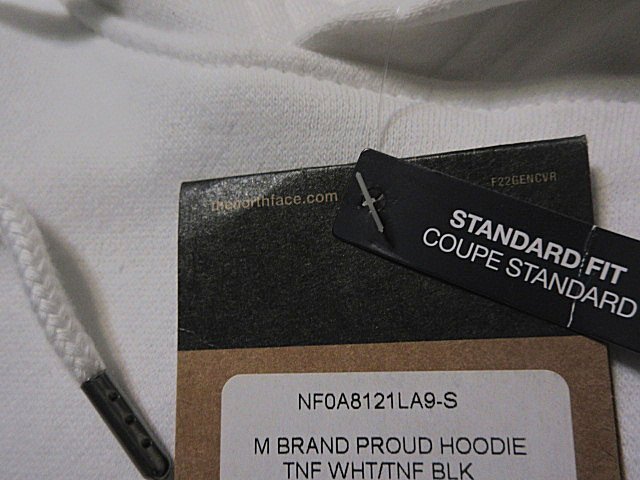 thenorthface.com
F22GENCVR
STANDARD FIT
COUPE STANDARD
NF0A8121LA9-S
M BRAND PROUD HOODIE
TNF WHT/TNF BLK